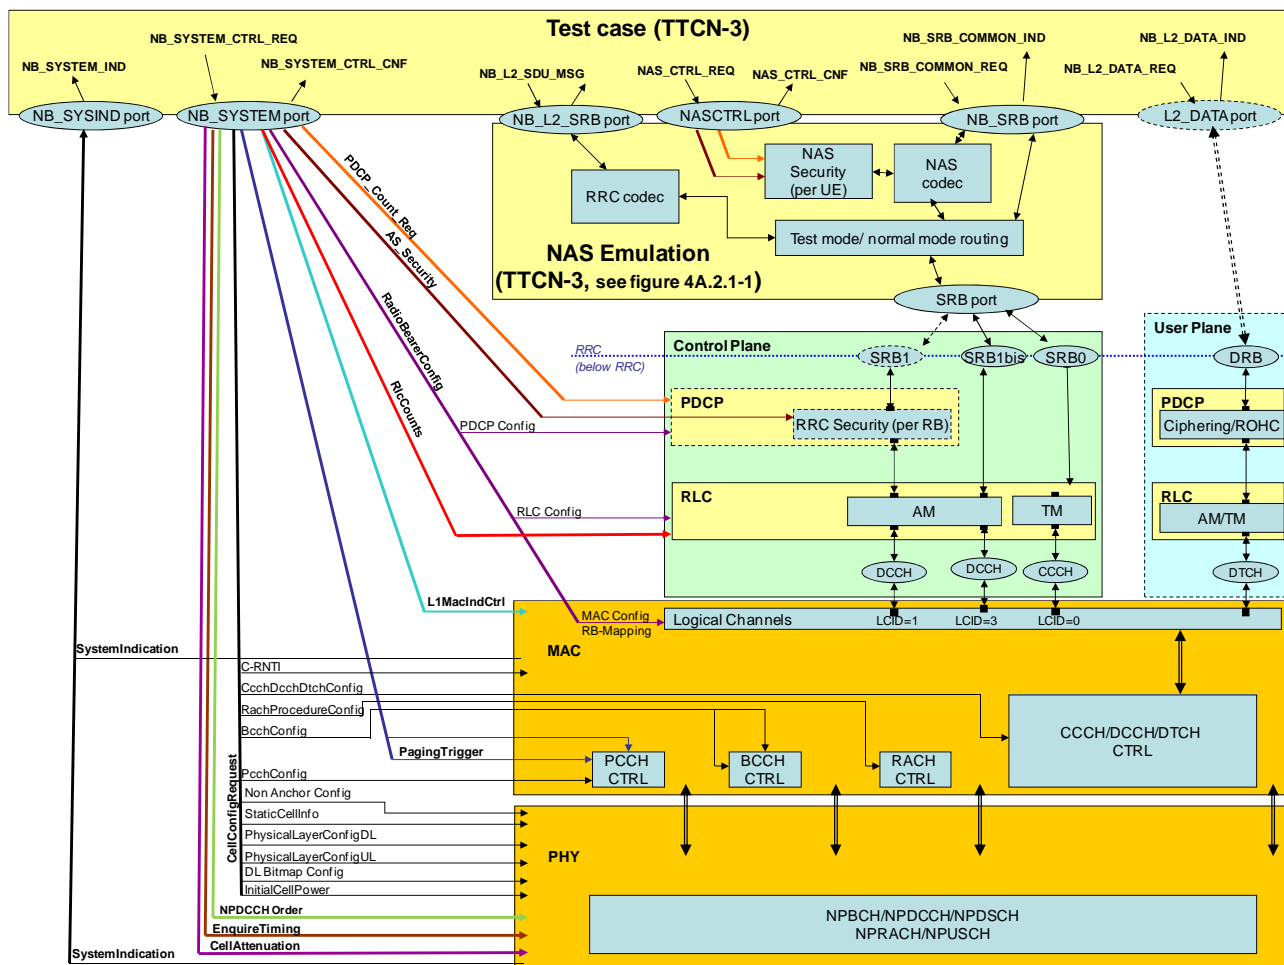 Test case (TTCN-3)
NB_SYSTEM_CTRL_REQ
NB_SYSTEM_IND
NB_SYSTEM_CTRL_CNF
NB_L2_SDU_MSG
NAS_CTRL_REQ
NAS_CTRL_CNF
NB_SRB_COMMON_IND
NB_SRB_COMMON_REQ
NB_L2_DATA_IND
NB_L2_DATA_REQ
NB_SYSIND port
NB_SYSTEM port
NB_L2_SRB port
NASCTRL port
NB_SRB port
L2_DATA port
NAS
Security
(per UE)
NAS
codec
RRC codec
Test mode/ normal mode routing
NAS Emulation
(TTCN-3, see figure 4A.2.1-1)
SRB port
PDCP_Count_Req
AS_Security
RadioBearerConfig
RlcCounts
Control Plane
User Plane
RRC
(below RRC)
SRB1
SRB1bis
SRB0
DRB
PDCP
RRC Security (per RB)
PDCP Config
PDCP
Ciphering/ROHC
RLC
AM
TM
RLC Config
RLC
AM/TM
DCCH
DCCH
CCCH
DTCH
L1MacIndCtrl
MAC Config
RB-Mapping
Logical Channels
LCID=1
LCID=3
LCID=0
MAC
SystemIndication
C-RNTI
CcchDcchDtchConfig
RachProcedureConfig
BcchConfig
PagingTrigger
PcchConfig
PCCH
CTRL
BCCH
CTRL
RACH
CTRL
CCCH/DCCH/DTCH
CTRL
CellConfigRequest
Non Anchor Config
StaticCellInfo
PhysicalLayerConfigDL
PhysicalLayerConfigUL
DL Bitmap Config
InitialCellPower
PHY
NPDCCH Order
EnquireTiming
CellAttenuation
SystemIndication
NPBCH/NPDCCH/NPDSCH
NPRACH/NPUSCH